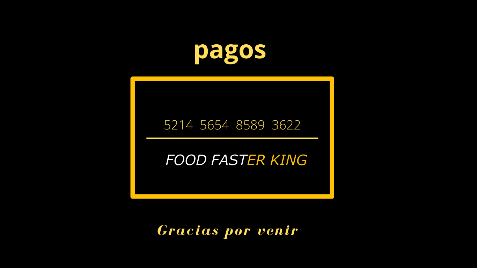 pagos
5214 5654 8589 3622
FOOD FASTER KING
Gracias por venir